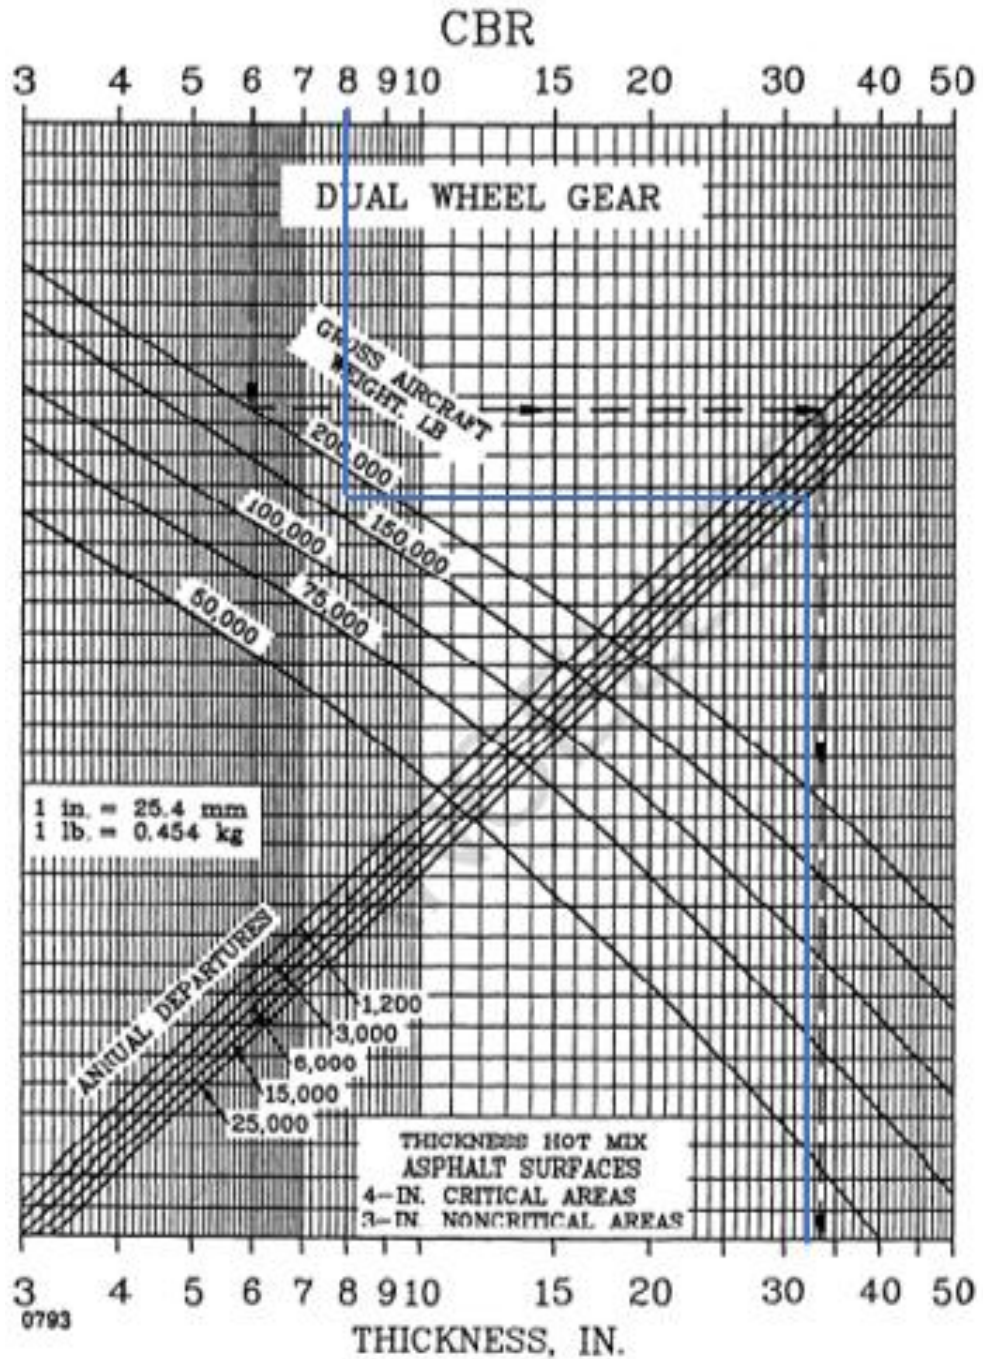 CBR
3 4 5 6 7 8 9 10 15 20 30 40 50
DUAL WHEEL GEAR
GROSS AIRCRAFT
WEIGHT, LB
200,000
150,000
100,000
75,000
50,000
1 in. = 25.4 mm
1 lb. = 0.454 kg
ANNUAL DEPARTURES
1,200
3,000
6,000
15,000
25,000
THICKNESS HOT MIX
ASPHALT SURFACES
4-IN. CRITICAL AREAS
3-IN. NONCRITICAL AREAS
3 4 5 6 7 8 9 10 15 20 30 40 50
0793
THICKNESS, IN.